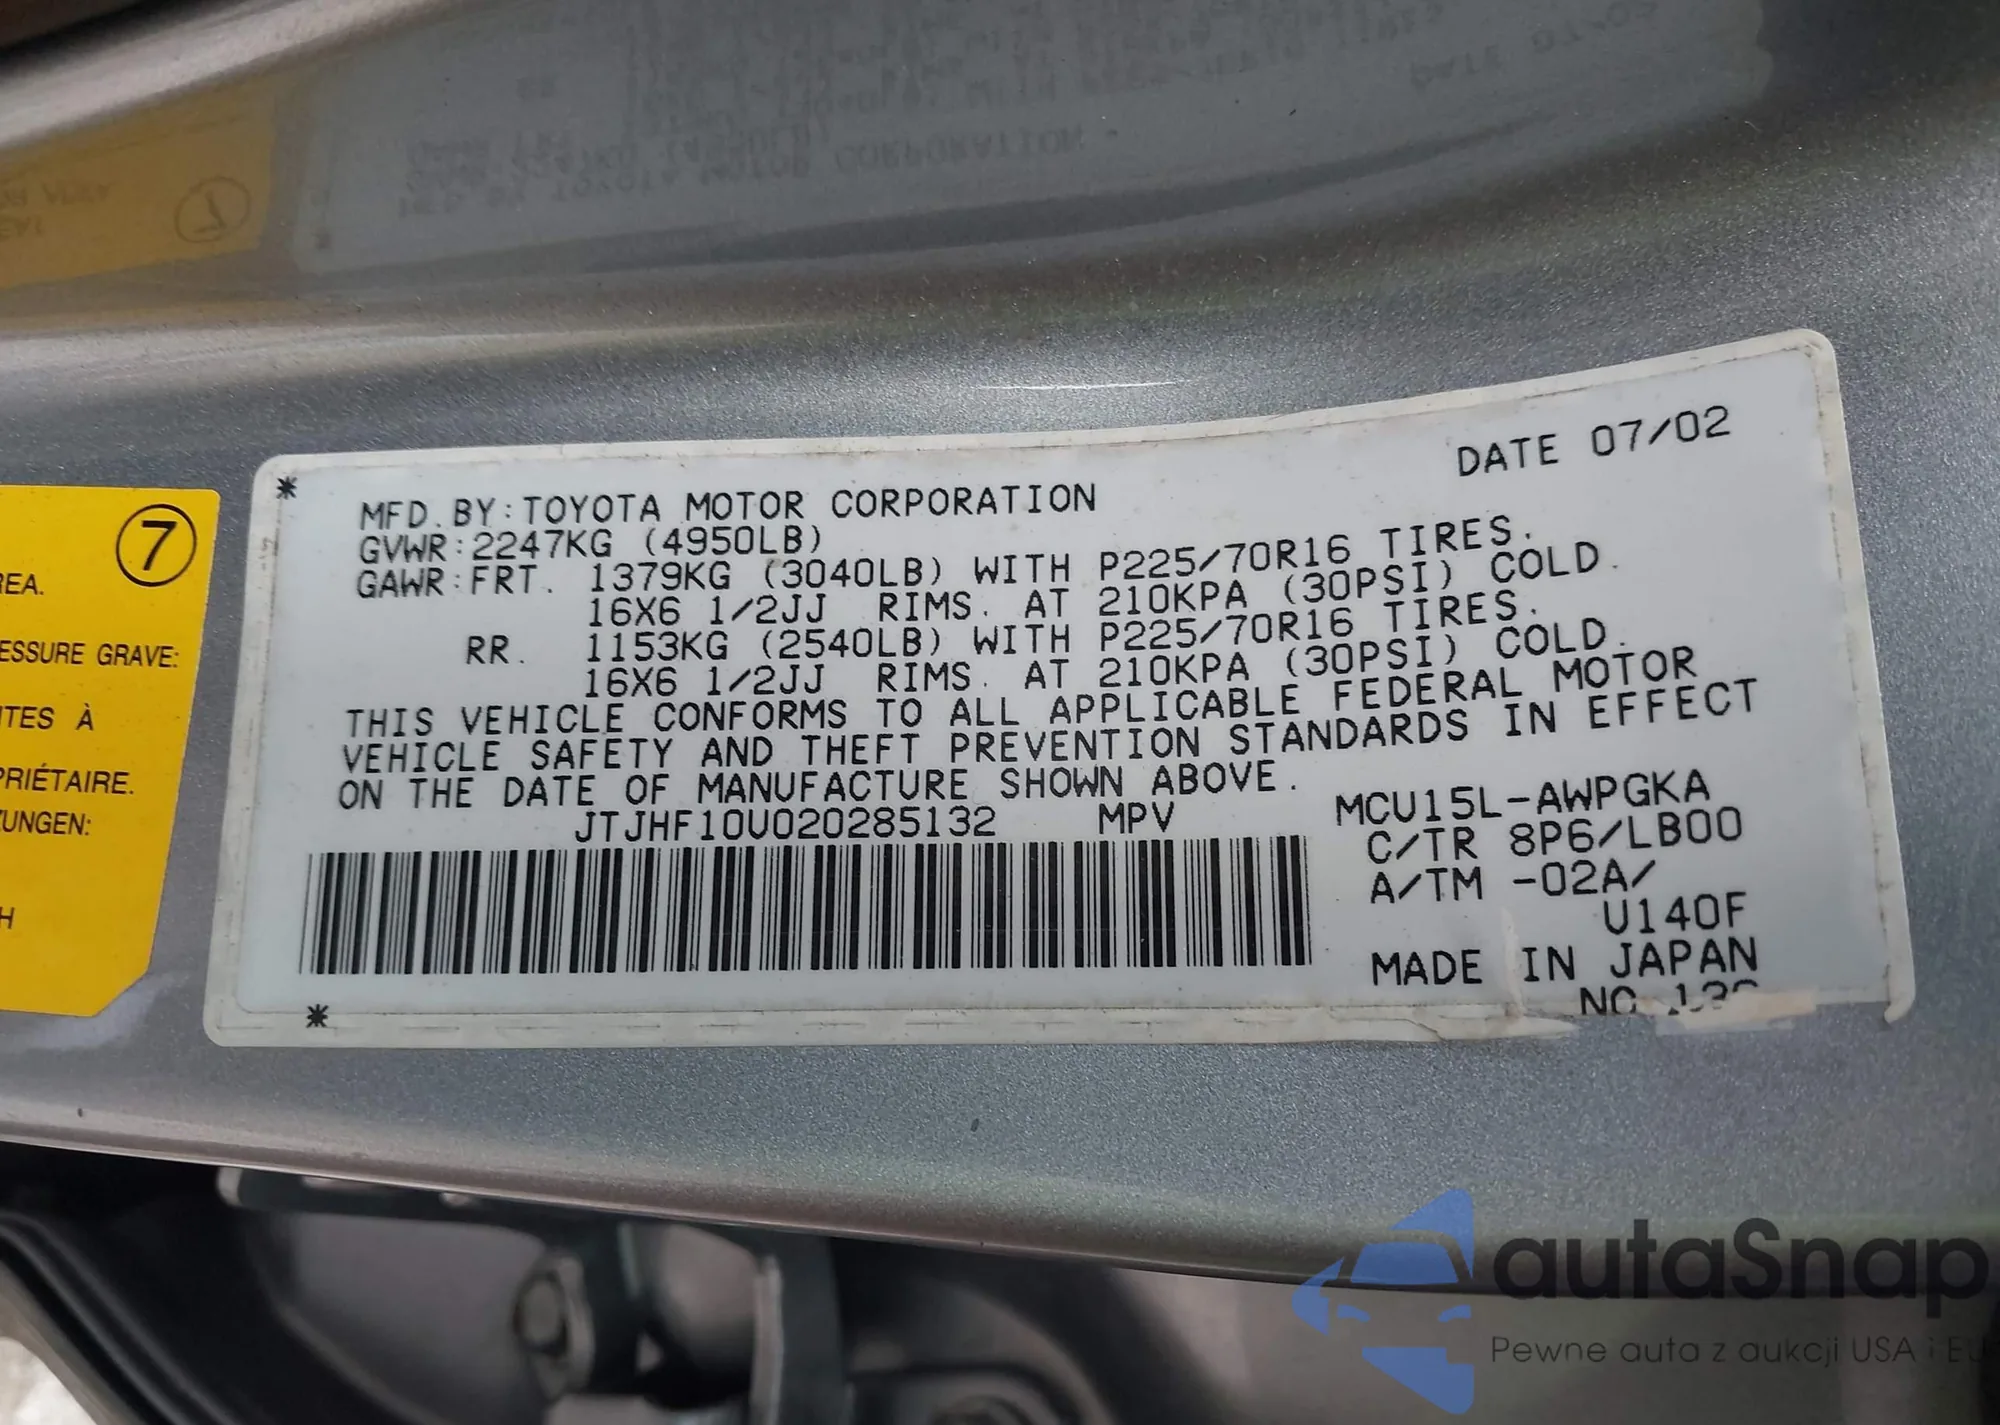 DATE 07/02
*
MFD.BY:TOYOTA MOTOR CORPORATION
GVWR:2247KG (4950LB)
GAWR:FRT. 1379KG (3040LB) WITH P225/70R16 TIRES.
16X6 1/2JJ RIMS. AT 210KPA (30PSI) COLD.
RR. 1153KG (2540LB) WITH P225/70R16 TIRES.
16X6 1/2JJ RIMS. AT 210KPA (30PSI) COLD.
THIS VEHICLE CONFORMS TO ALL APPLICABLE FEDERAL MOTOR
VEHICLE SAFETY AND THEFT PREVENTION STANDARDS IN EFFECT
ON THE DATE OF MANUFACTURE SHOWN ABOVE.
JTJHF10U020285132 MPV
MCU15L-AWPGKA
C/TR 8P6/LB00
A/TM -02A/
U140F
MADE IN JAPAN
*
7
REA.
ESSURE GRAVE:
ITES À
PRIÉTAIRE.
ZUNGEN:
H
autaSnap
Pewne auta z aukcji USA i EU